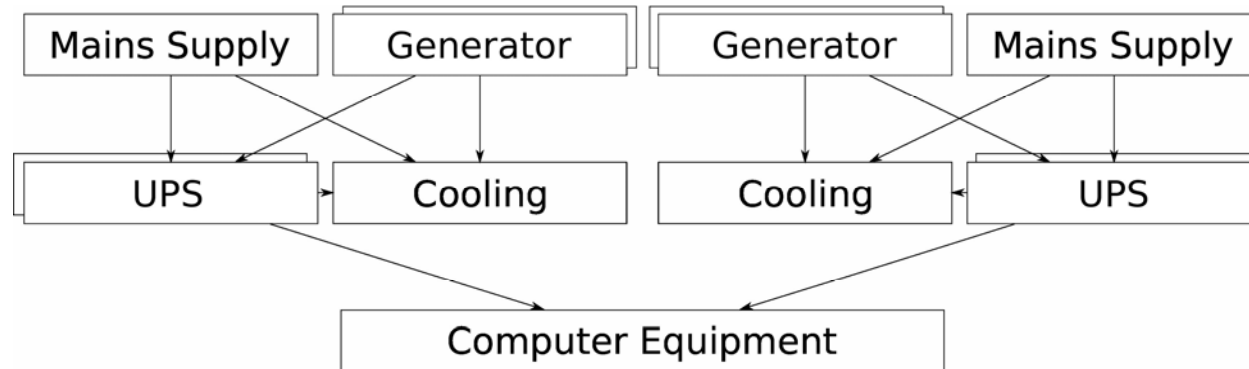 Mains Supply
Generator
Generator
Mains Supply
UPS
Cooling
Cooling
UPS
Computer Equipment